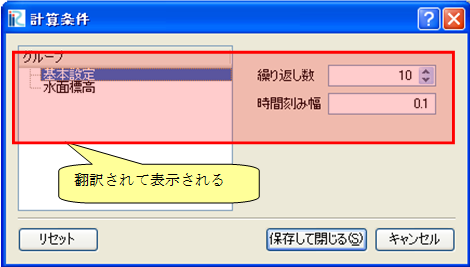 計算条件
グループ
基本設定
水面標高
繰り返し数 10
時間刻み幅 0.1
翻訳されて表示される
リセット 保存して閉じる(S) キャンセル